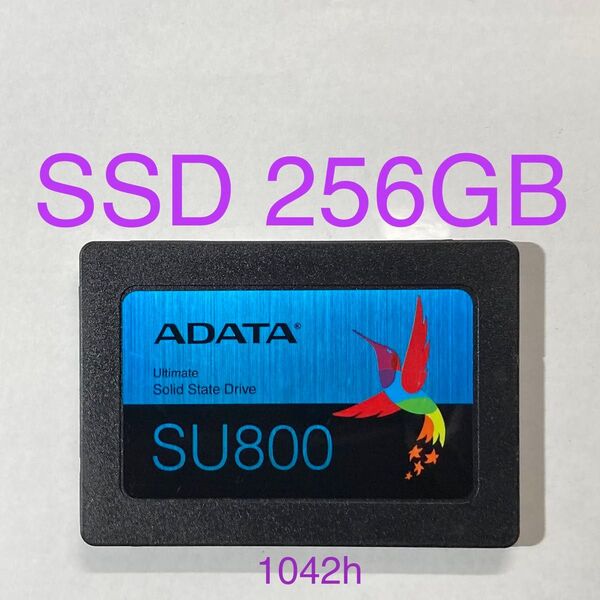 SSD 256GB
ADATA®
Ultimate
Solid State Drive
SU800
1042h